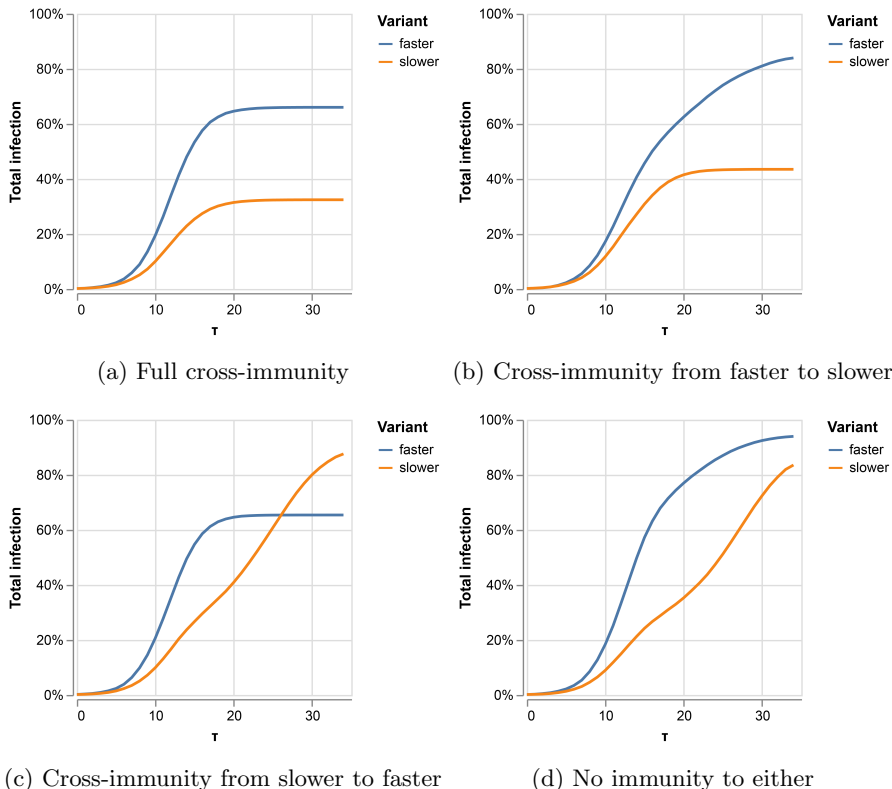 100%
80%
60%
40%
20%
0%
Total infection
0 10 20 30
τ
Variant
faster
slower
(a) Full cross-immunity
100%
80%
60%
40%
20%
0%
Total infection
0 10 20 30
τ
Variant
faster
slower
(b) Cross-immunity from faster to slower
100%
80%
60%
40%
20%
0%
Total infection
0 10 20 30
τ
Variant
faster
slower
(c) Cross-immunity from slower to faster
100%
80%
60%
40%
20%
0%
Total infection
0 10 20 30
τ
Variant
faster
slower
(d) No immunity to either